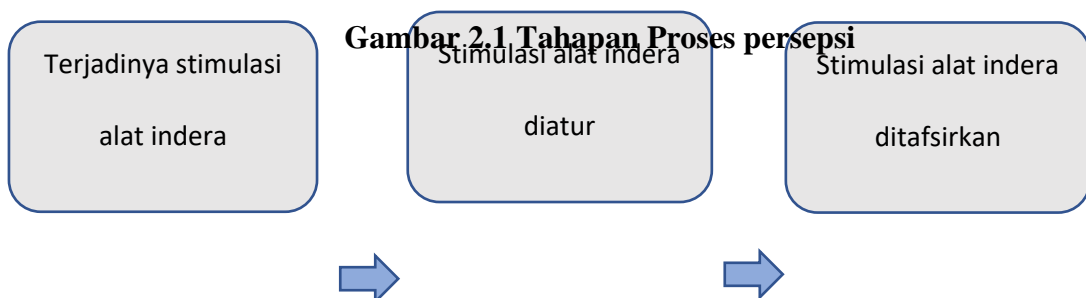 Gambar 2.1 Tahapan Proses persepsi
Terjadinya stimulasi
alat indera
Stimulasi alat indera
diatur
Stimulasi alat indera
ditafsirkan